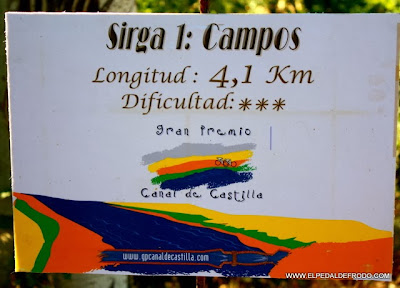 Sirga 1: Campos
Longitud: 4,1 Km
Dificultad: ***
gran premio
Canal de Castilla
www.gpcanaldecastilla.com
WWW.ELPEDALDEFRODO.COM